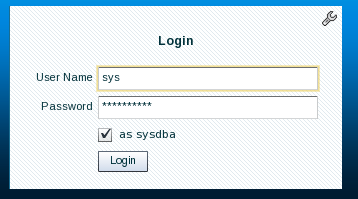 Login
User Name sys
Password **********
as sysdba
Login